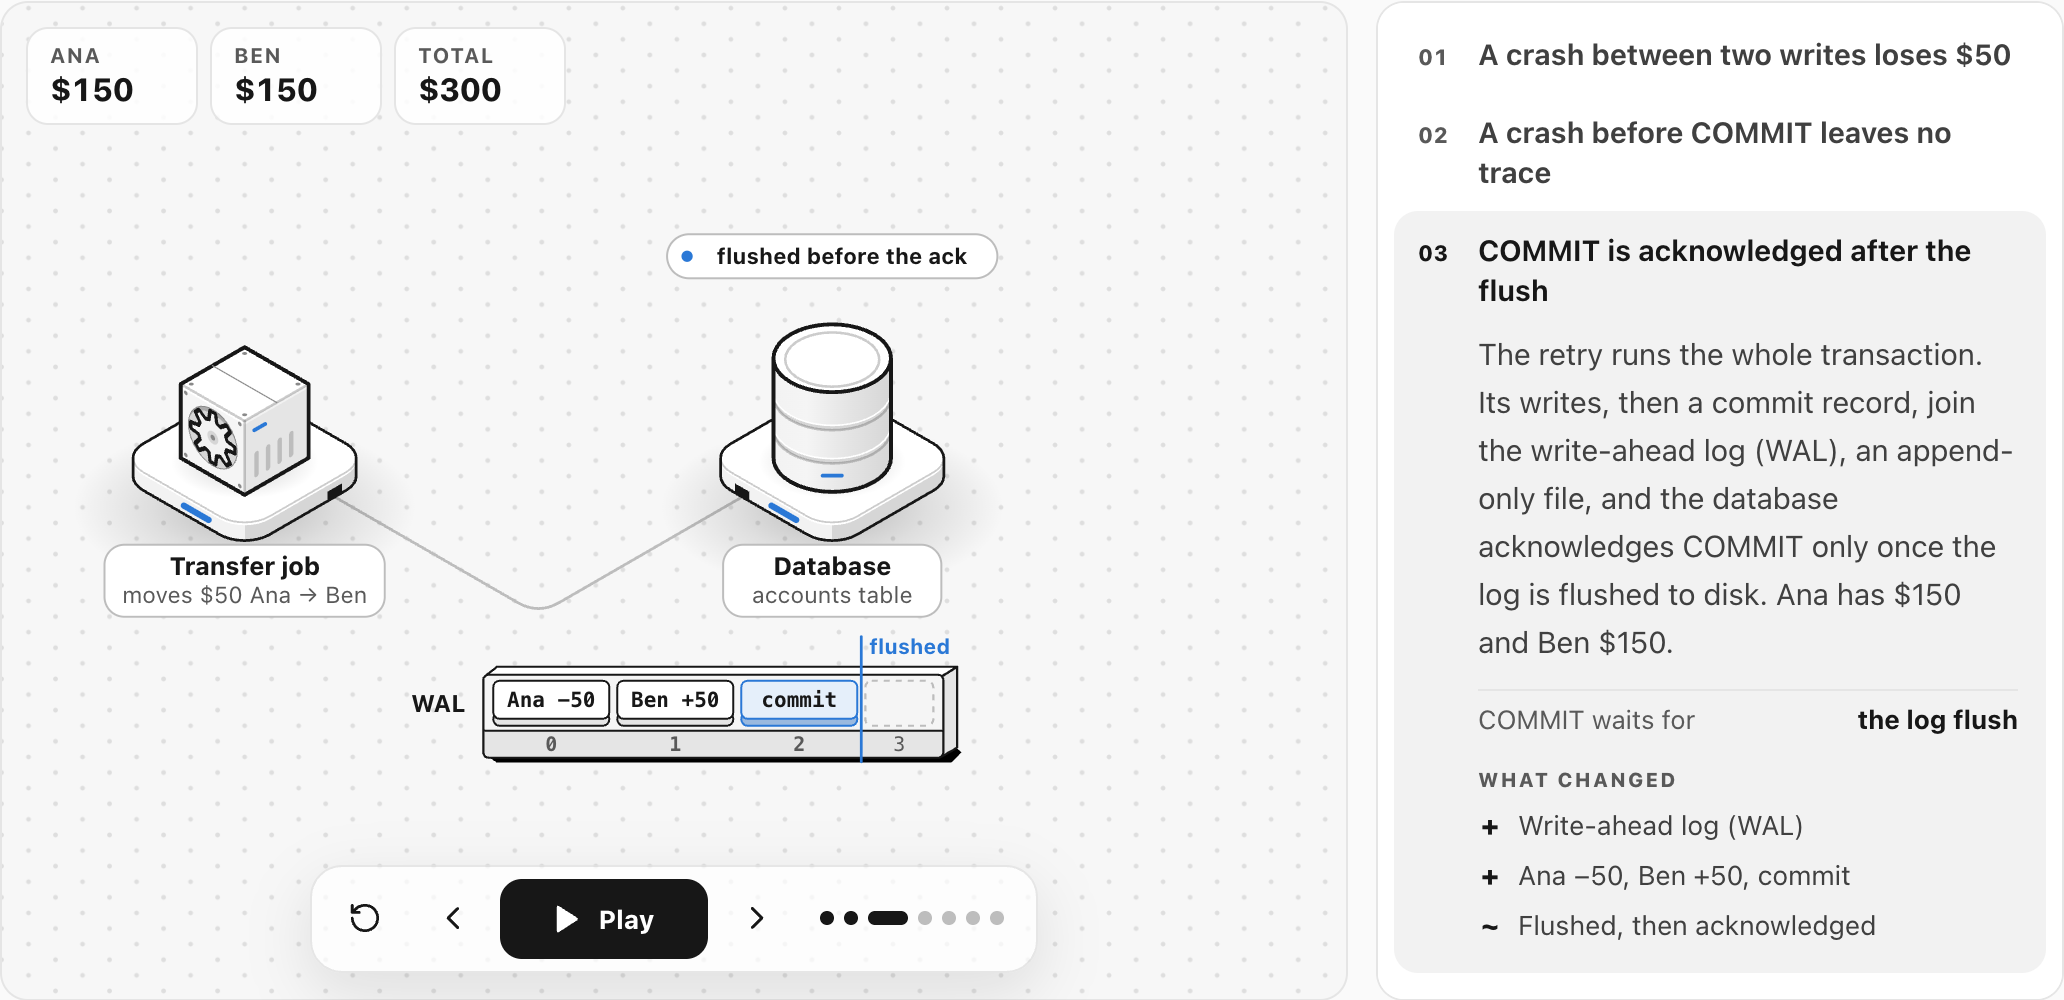 ANA
$150
BEN
$150
TOTAL
$300
flushed before the ack
Transfer job
moves $50 Ana → Ben
Database
accounts table
flushed
WAL
Ana −50
Ben +50
commit
0
1
2
3
Play
01
A crash between two writes loses $50
02
A crash before COMMIT leaves no
trace
03
COMMIT is acknowledged after the
flush
The retry runs the whole transaction.
Its writes, then a commit record, join
the write-ahead log (WAL), an append-
only file, and the database
acknowledges COMMIT only once the
log is flushed to disk. Ana has $150
and Ben $150.
COMMIT waits for
the log flush
WHAT CHANGED
+ Write-ahead log (WAL)
+ Ana −50, Ben +50, commit
~ Flushed, then acknowledged